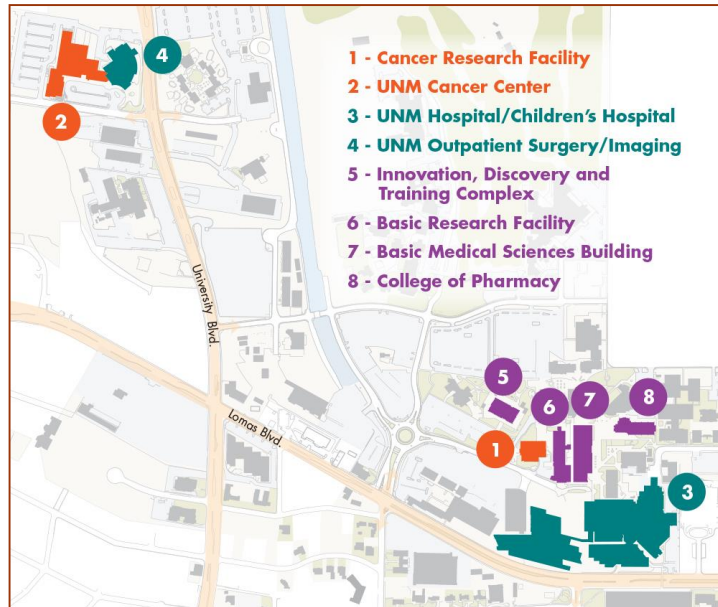 1 - Cancer Research Facility
2 - UNM Cancer Center
3 - UNM Hospital/Children's Hospital
4 - UNM Outpatient Surgery/Imaging
5 - Innovation, Discovery and
Training Complex
6 - Basic Research Facility
7 - Basic Medical Sciences Building
8 - College of Pharmacy
4
2
University Blvd.
Lomas Blvd.
5
6
7
8
1
3